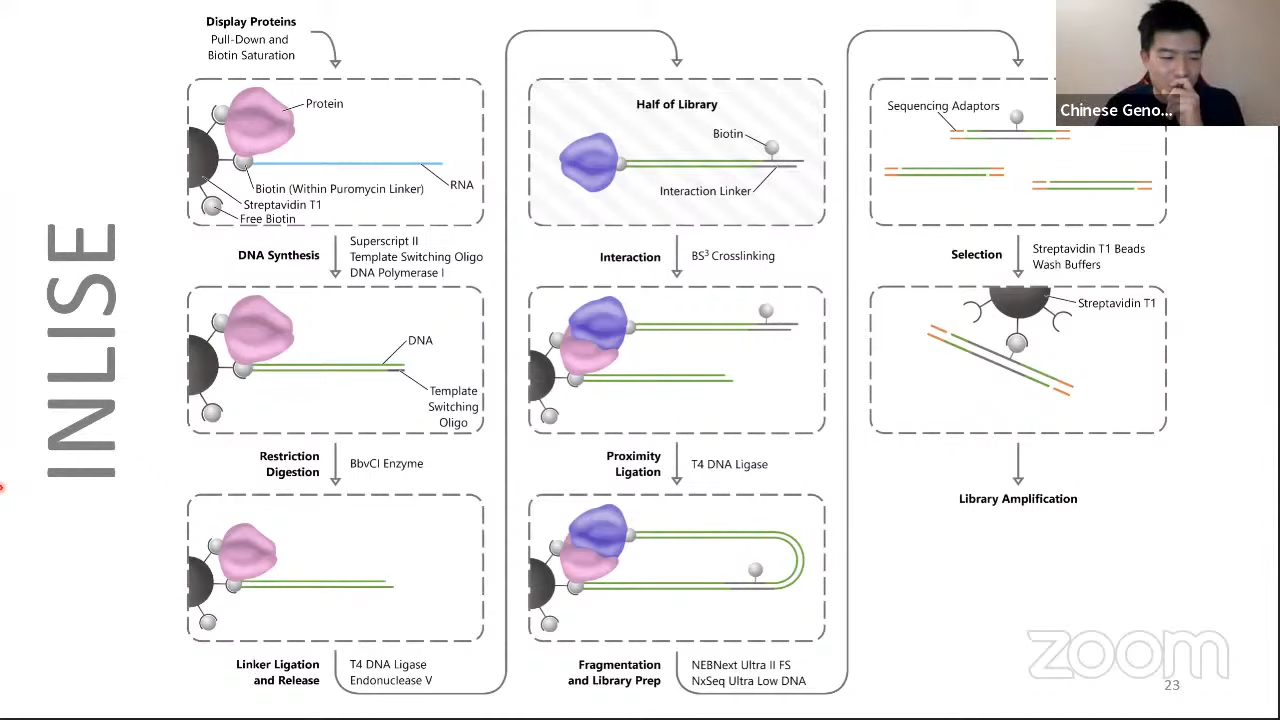 INLISE
Display Proteins
Pull-Down and
Biotin Saturation
Protein
RNA
Biotin (Within Puromycin Linker)
Streptavidin T1
Free Biotin
DNA Synthesis
Superscript II
Template Switching Oligo
DNA Polymerase I
DNA
Template
Switching
Oligo
Restriction
Digestion
BbvCI Enzyme
Linker Ligation
and Release
T4 DNA Ligase
Endonuclease V
Half of Library
Biotin
Interaction Linker
Interaction
BS³ Crosslinking
Proximity
Ligation
T4 DNA Ligase
Fragmentation
and Library Prep
NEBNext Ultra II FS
NxSeq Ultra Low DNA
Sequencing Adaptors
Selection
Streptavidin T1 Beads
Wash Buffers
Streptavidin T1
Library Amplification
Chinese Geno...
zoom
23